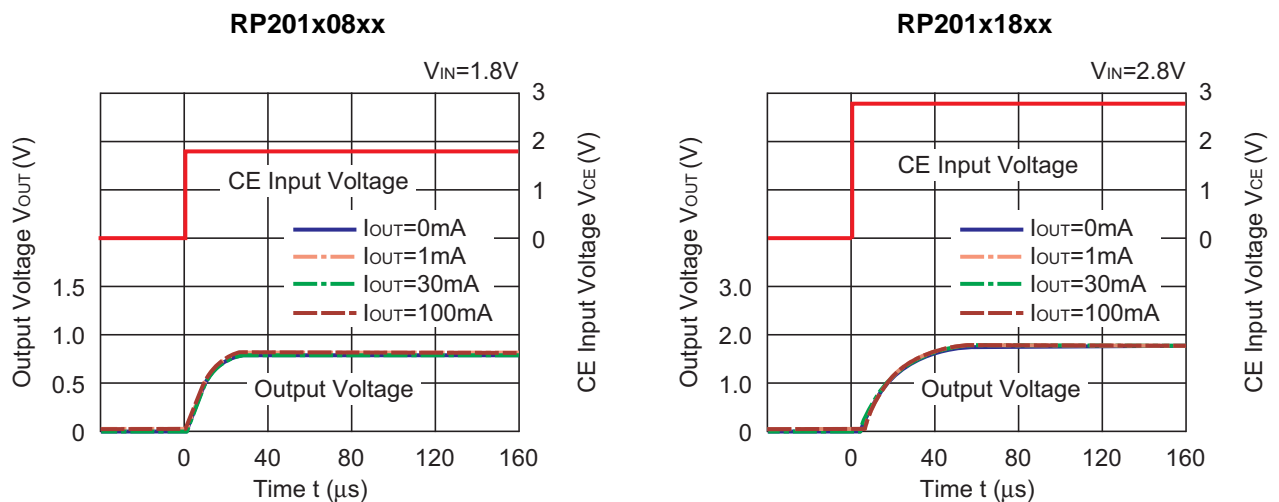 RP201x08xx
VIN=1.8V
3
2
1
0
CE Input Voltage
IOUT=0mA
IOUT=1mA
IOUT=30mA
IOUT=100mA
1.5
1.0
0.5
0
Output Voltage
0 40 80 120 160
Time t (μs)
Output Voltage VOUT (V)
CE Input Voltage VCE (V)
RP201x18xx
VIN=2.8V
3
2
1
0
CE Input Voltage
IOUT=0mA
IOUT=1mA
IOUT=30mA
IOUT=100mA
3.0
2.0
1.0
0
Output Voltage
0 40 80 120 160
Time t (μs)
Output Voltage VOUT (V)
CE Input Voltage VCE (V)